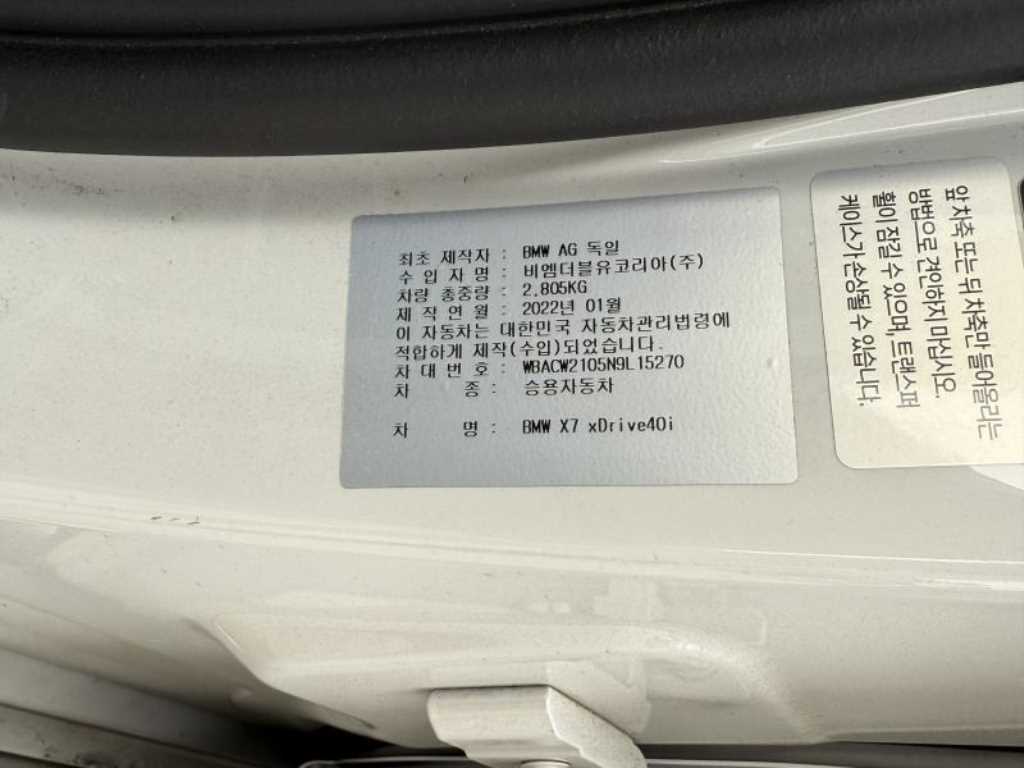 최초 제작자 : BMW AG 독일
수 입 자 명 : 비엠더블유코리아(주)
차량 총중량 : 2,805KG
제 작 연 월 : 2022년 01월
이 자동차는 대한민국 자동차관리법령에
적합하게 제작(수입)되었습니다.
차 대 번 호 : WBACW2105N9L15270
차 종 : 승용자동차
차 명 : BMW X7 xDrive40i
앞 차축 또는 뒤 차축만 들어올리는
방법으로 견인하지 마십시오.
휠이 잠길 수 있으며, 트랜스퍼
케이스가 손상될 수 있습니다.